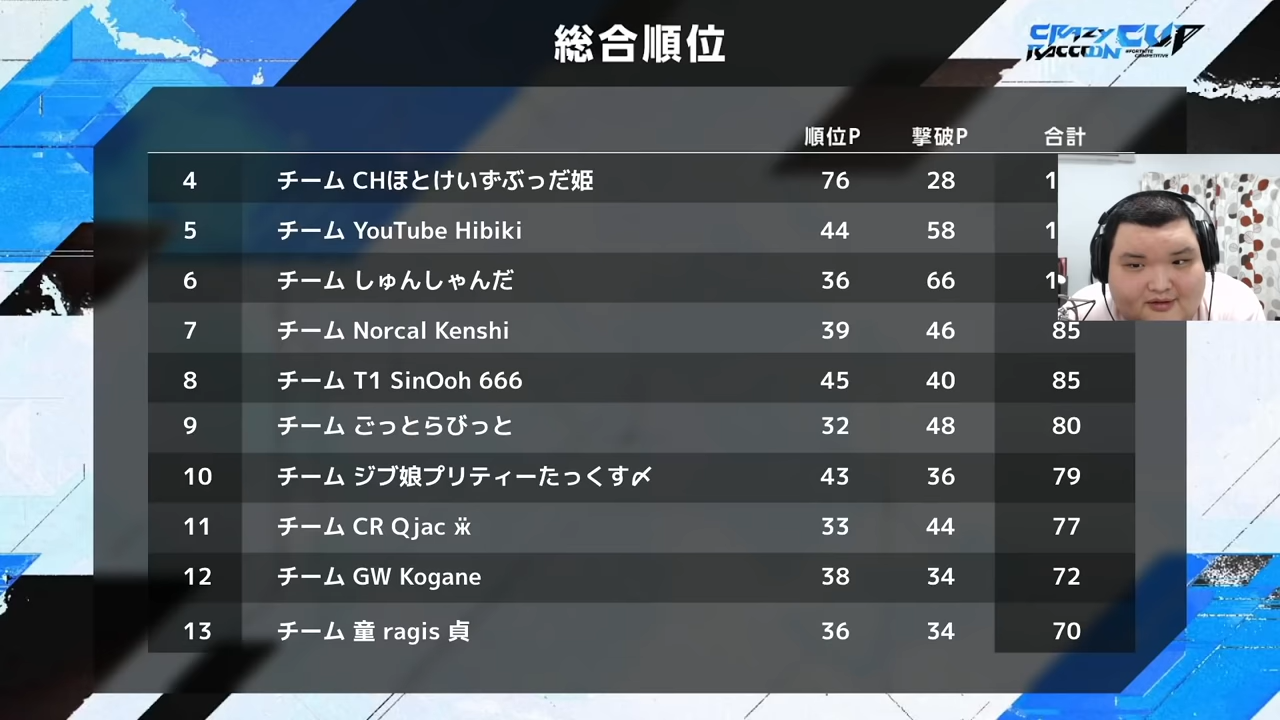 総合順位
CRAZY RACCOON CUP
順位P 撃破P 合計
4 チーム CHほとけいずぶっだ姫 76 28 1
5 チーム YouTube Hibiki 44 58 1
6 チーム しゅんしゃんだ 36 66 1
7 チーム Norcal Kenshi 39 46 85
8 チーム T1 SinOoh 666 45 40 85
9 チーム ごっとらびっと 32 48 80
10 チーム ジブ娘プリティーたっくす〆 43 36 79
11 チーム CR Qjac ӝ 33 44 77
12 チーム GW Kogane 38 34 72
13 チーム 童 ragis 貞 36 34 70